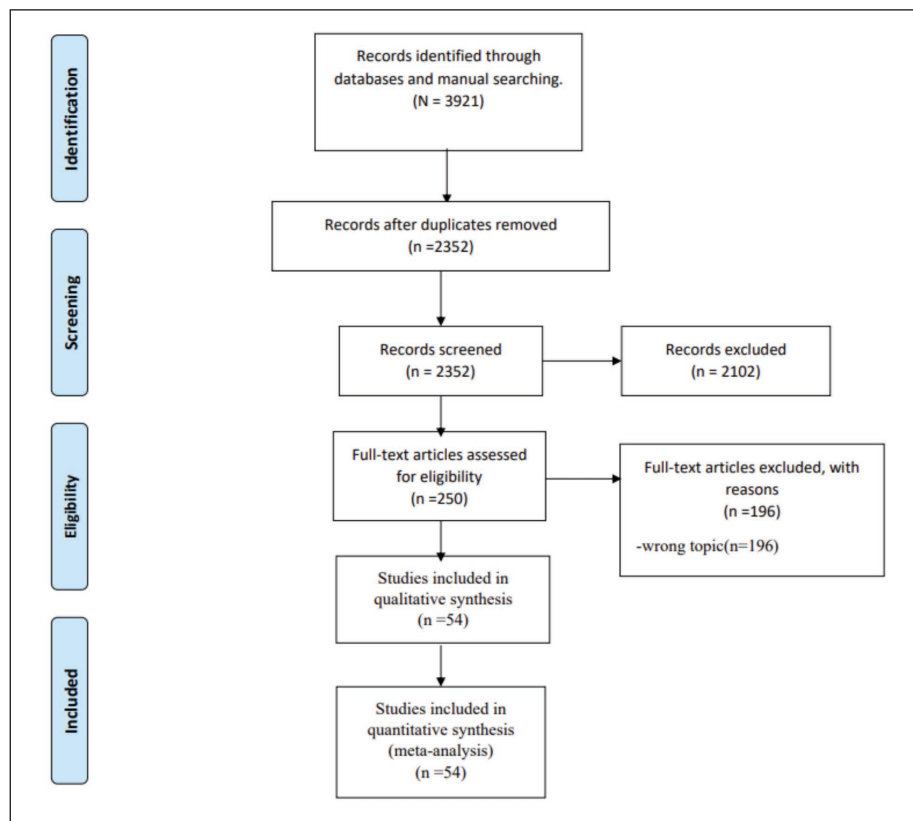 Identification
Records identified through
databases and manual searching.
(N = 3921)
Records after duplicates removed
(n =2352)
Screening
Records screened
(n = 2352)
Records excluded
(n = 2102)
Eligibility
Full-text articles assessed
for eligibility
(n =250)
Full-text articles excluded, with
reasons
(n =196)
-wrong topic(n=196)
Studies included in
qualitative synthesis
(n =54)
Included
Studies included in
quantitative synthesis
(meta-analysis)
(n =54)